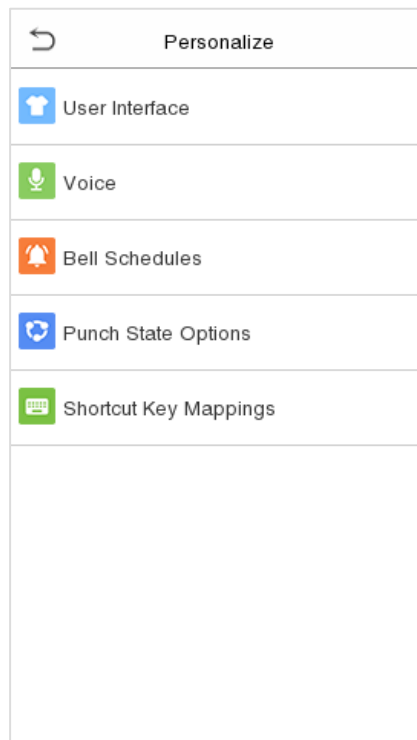 Personalize
User Interface
Voice
Bell Schedules
Punch State Options
Shortcut Key Mappings